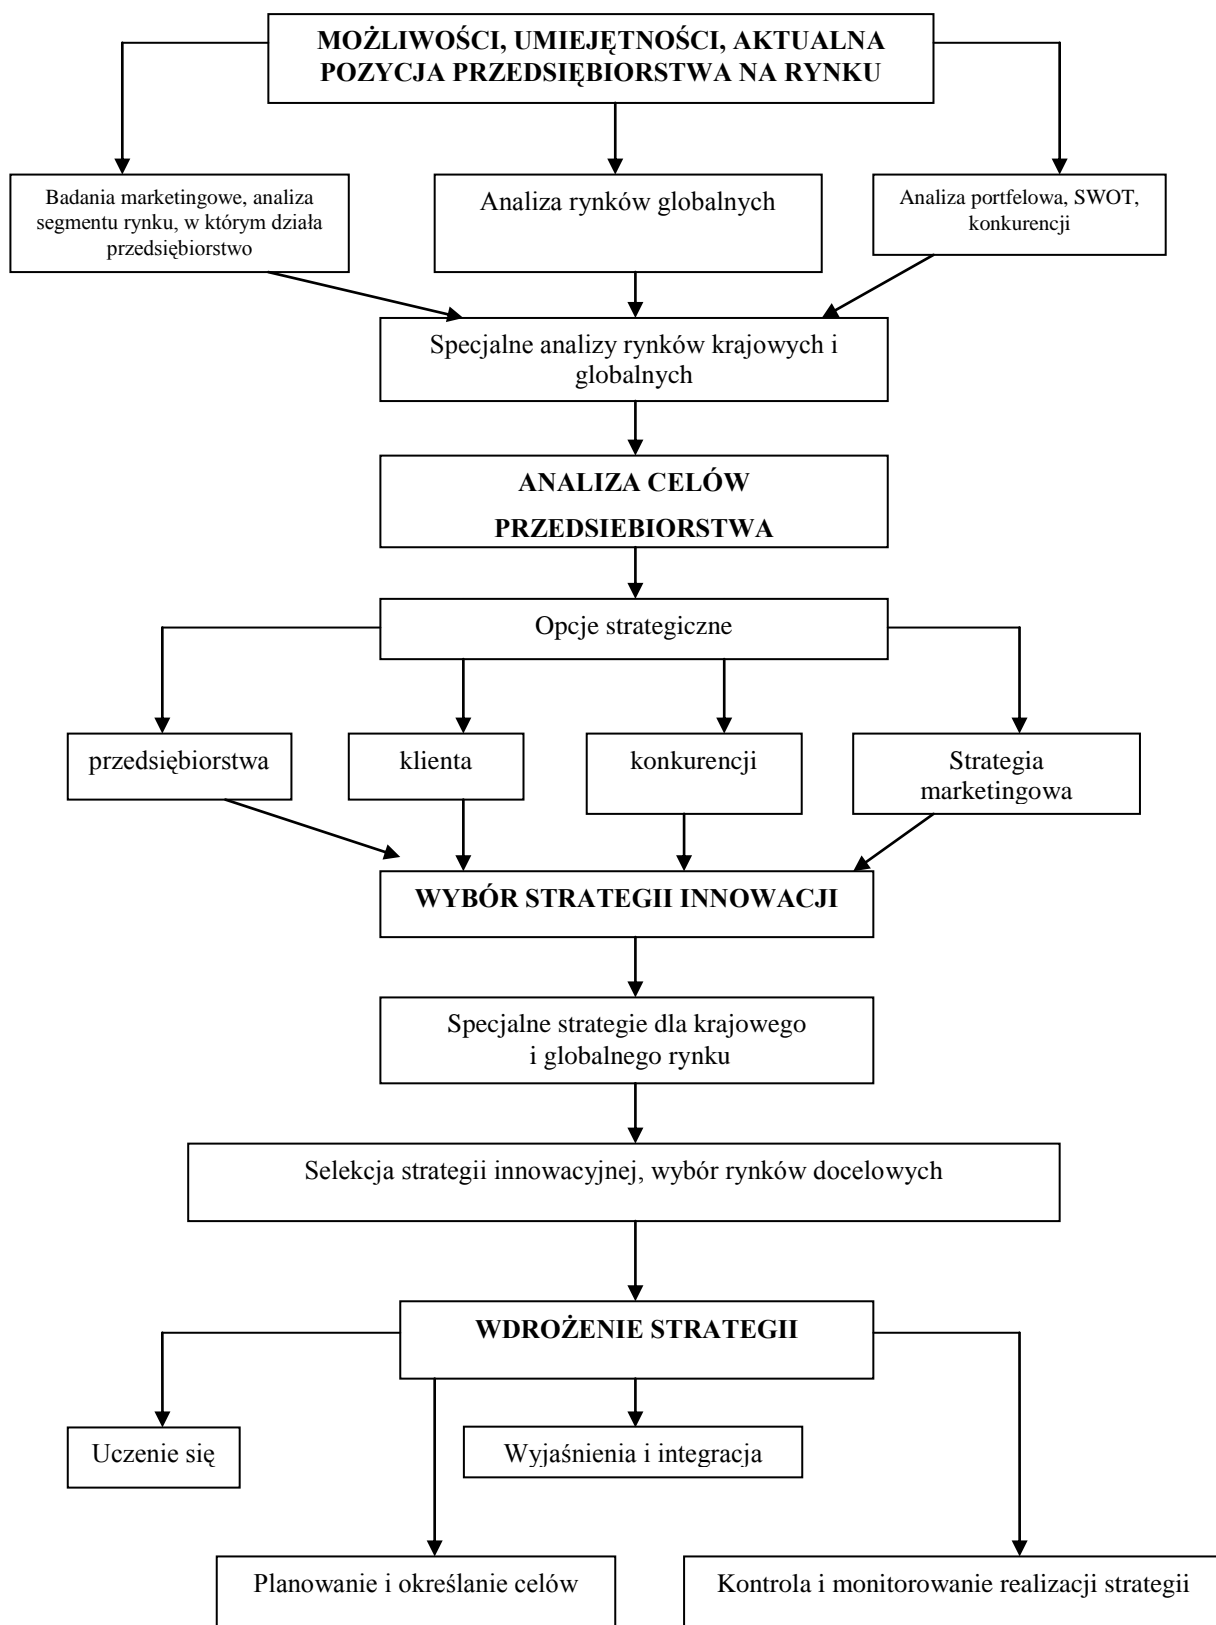 MOŻLIWOŚCI, UMIEJĘTNOŚCI, AKTUALNA
POZYCJA PRZEDSIĘBIORSTWA NA RYNKU
Badania marketingowe, analiza
segmentu rynku, w którym działa
przedsiębiorstwo
Analiza rynków globalnych
Analiza portfelowa, SWOT,
konkurencji
Specjalne analizy rynków krajowych i
globalnych
ANALIZA CELÓW
PRZEDSIEBIORSTWA
Opcje strategiczne
przedsiębiorstwa
klienta
konkurencji
Strategia
marketingowa
WYBÓR STRATEGII INNOWACJI
Specjalne strategie dla krajowego
i globalnego rynku
Selekcja strategii innowacyjnej, wybór rynków docelowych
WDROŻENIE STRATEGII
Uczenie się
Wyjaśnienia i integracja
Planowanie i określanie celów
Kontrola i monitorowanie realizacji strategii